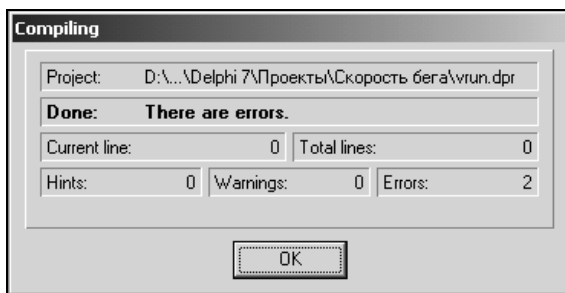 Compiling
Project: D:\...\Delphi 7\Проекты\Скорость бега\vrun.dpr
Done: There are errors.
Current line: 0 Total lines: 0
Hints: 0 Warnings: 0 Errors: 2
OK